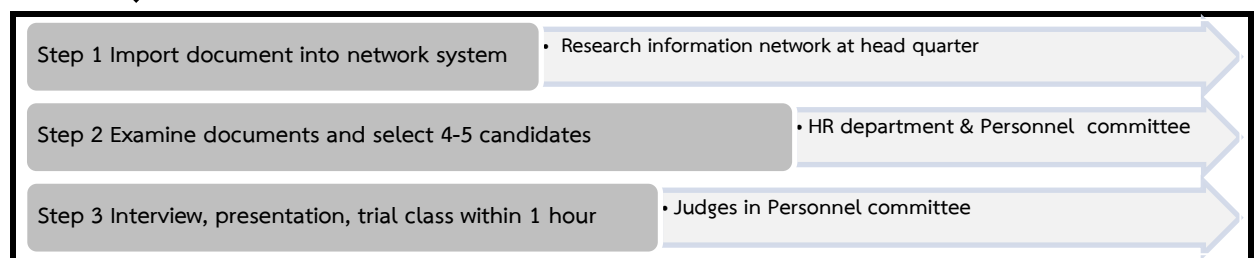 Step 1 Import document into network system
• Research information network at head quarter
Step 2 Examine documents and select 4-5 candidates
• HR department & Personnel committee
Step 3 Interview, presentation, trial class within 1 hour
• Judges in Personnel committee